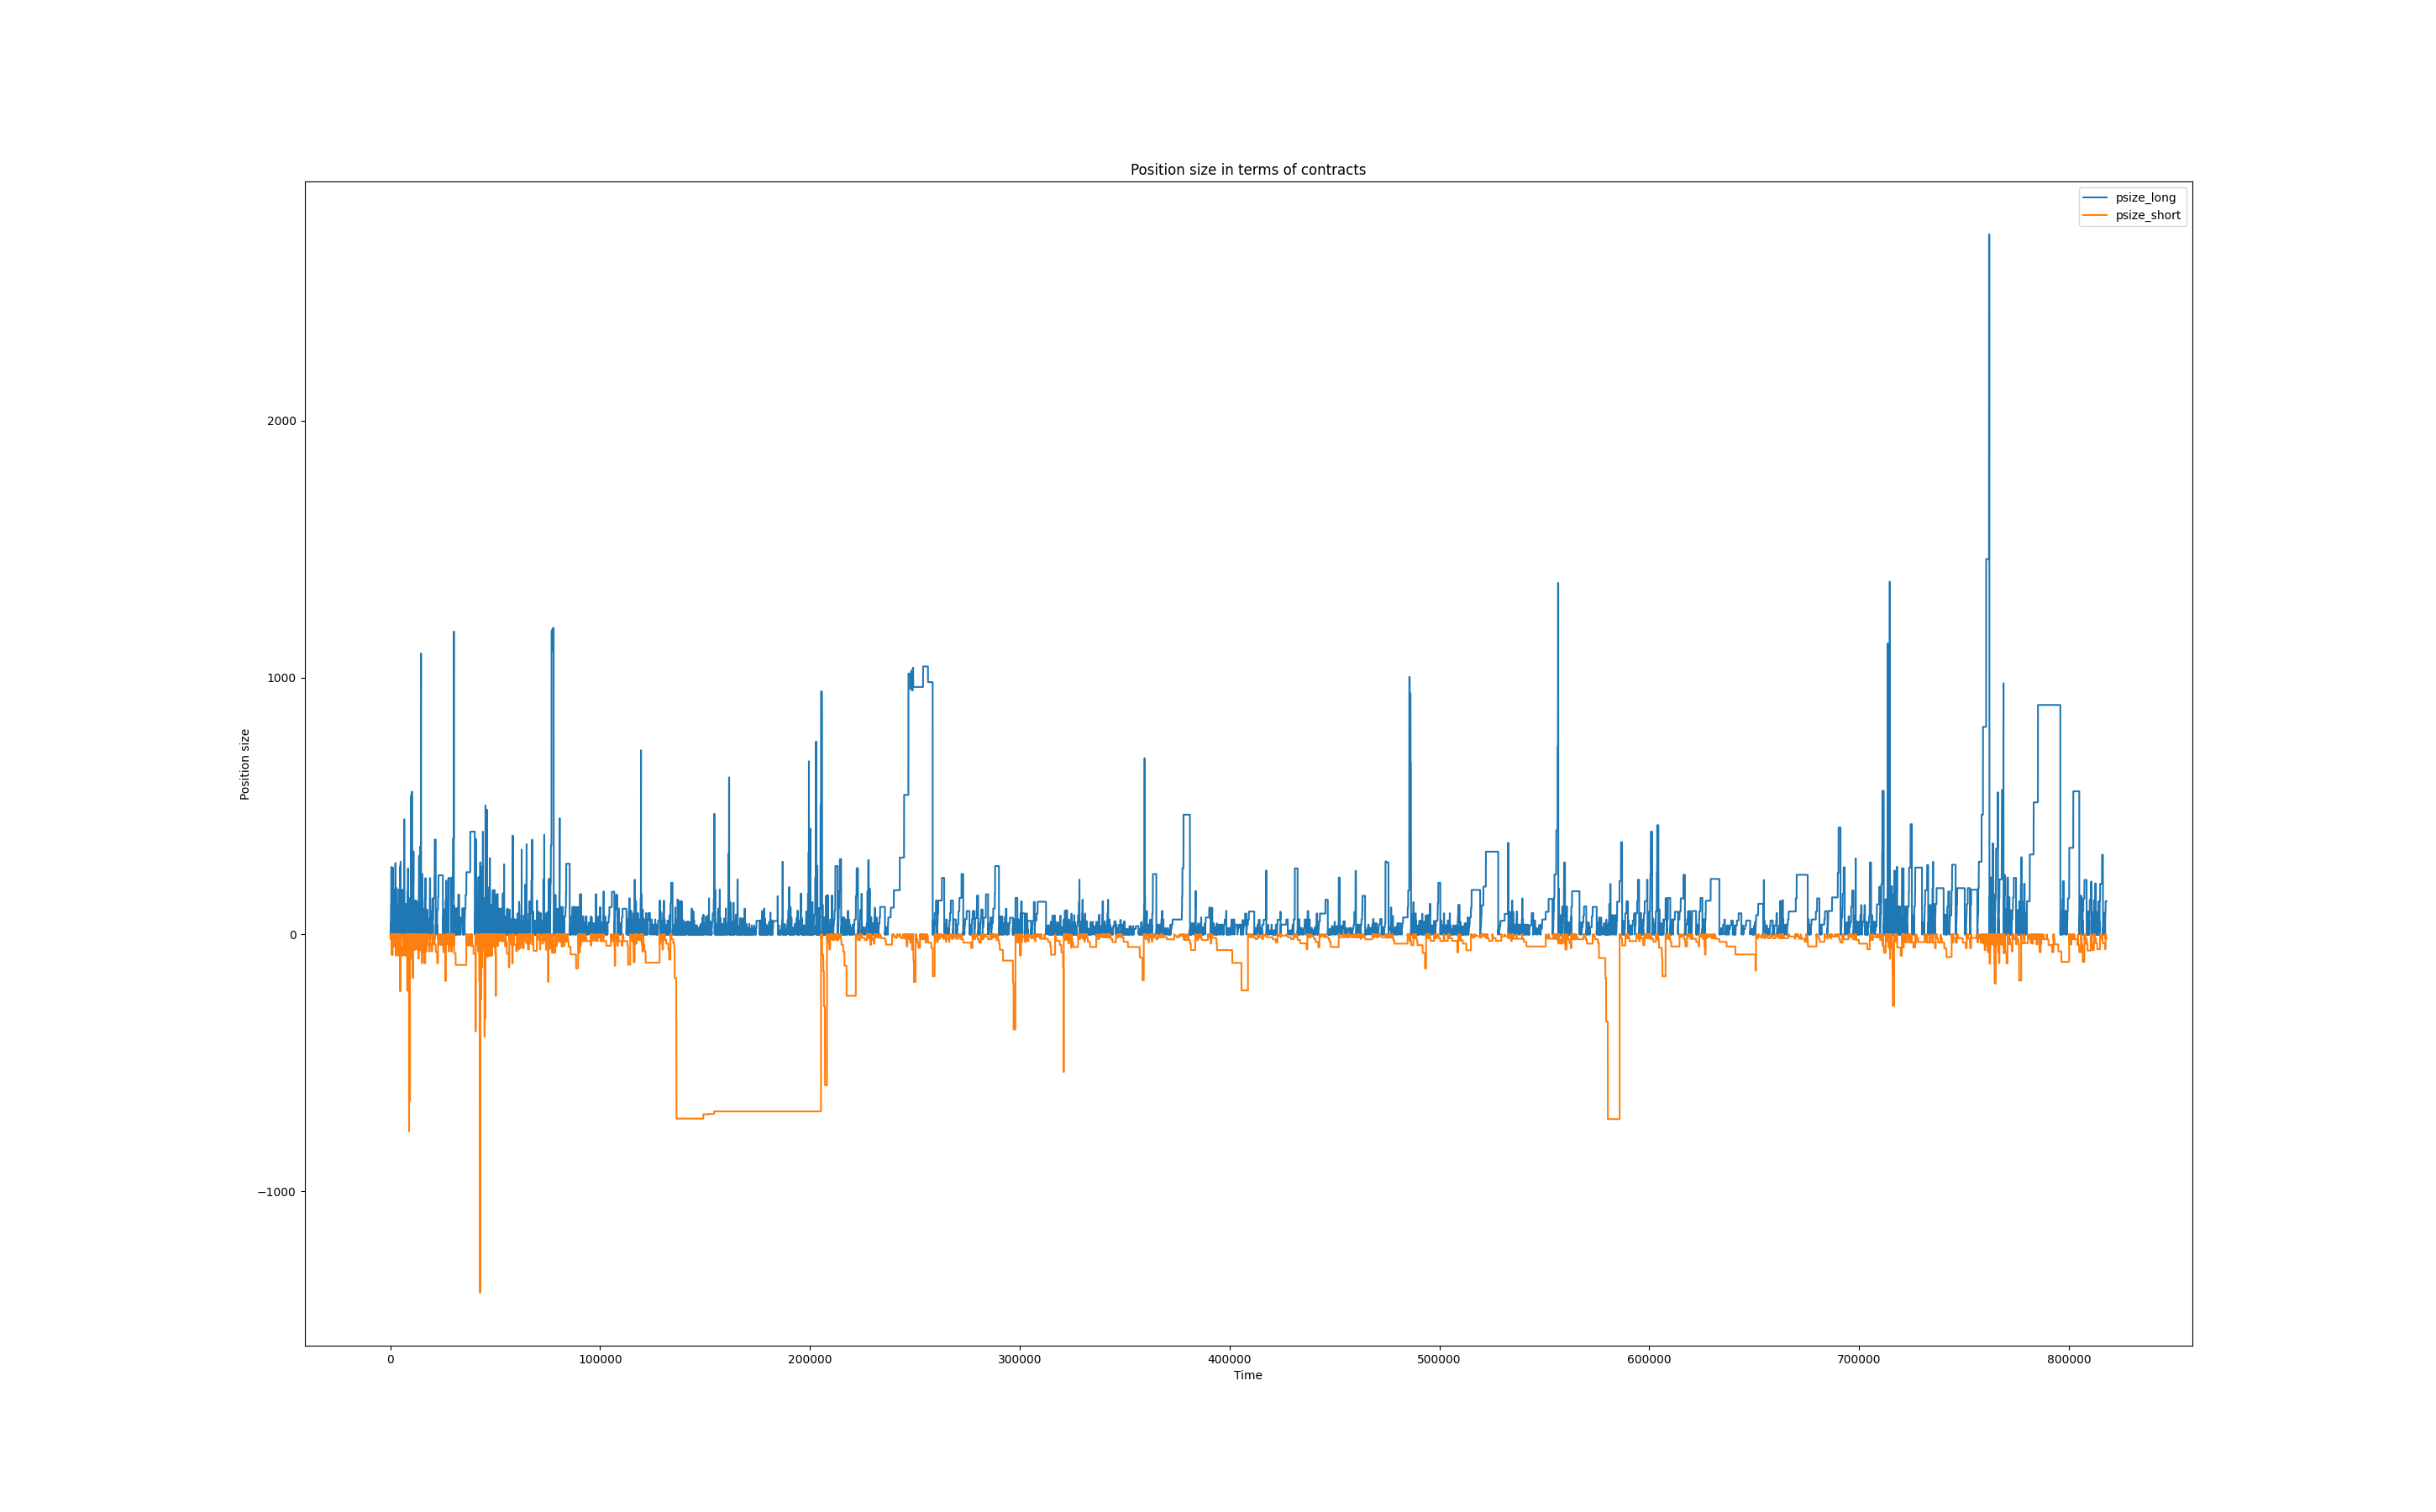 Position size in terms of contracts
psize_long
psize_short
Position size
2000
1000
0
−1000
0
100000
200000
300000
400000
500000
600000
700000
800000
Time